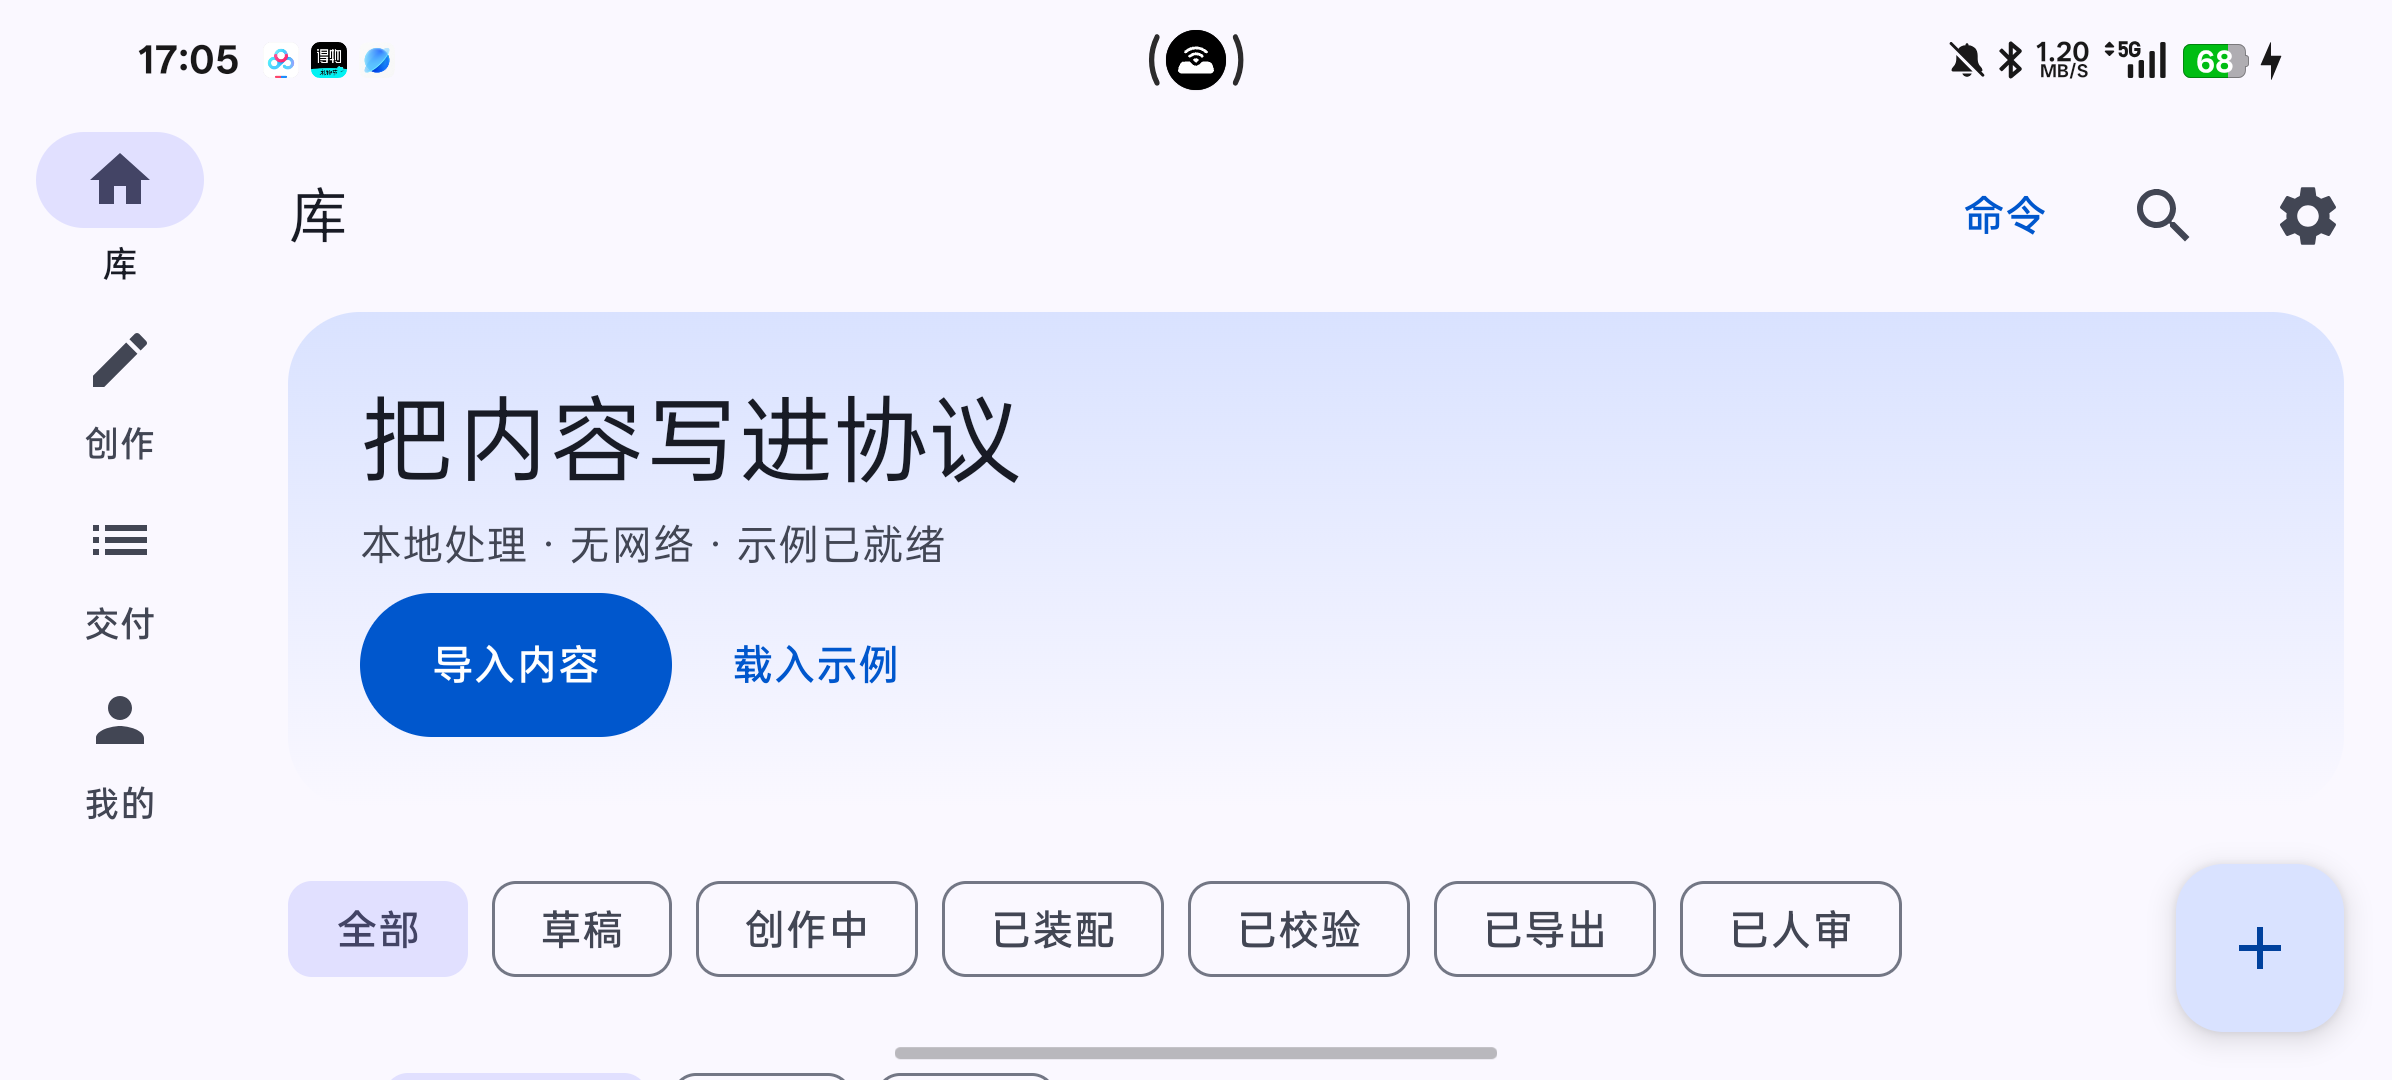 17:05
得物
1.20
MB/S
5G
68
库
命令
库
创作
交付
我的
把内容写进协议
本地处理 · 无网络 · 示例已就绪
导入内容
载入示例
全部
草稿
创作中
已装配
已校验
已导出
已人审